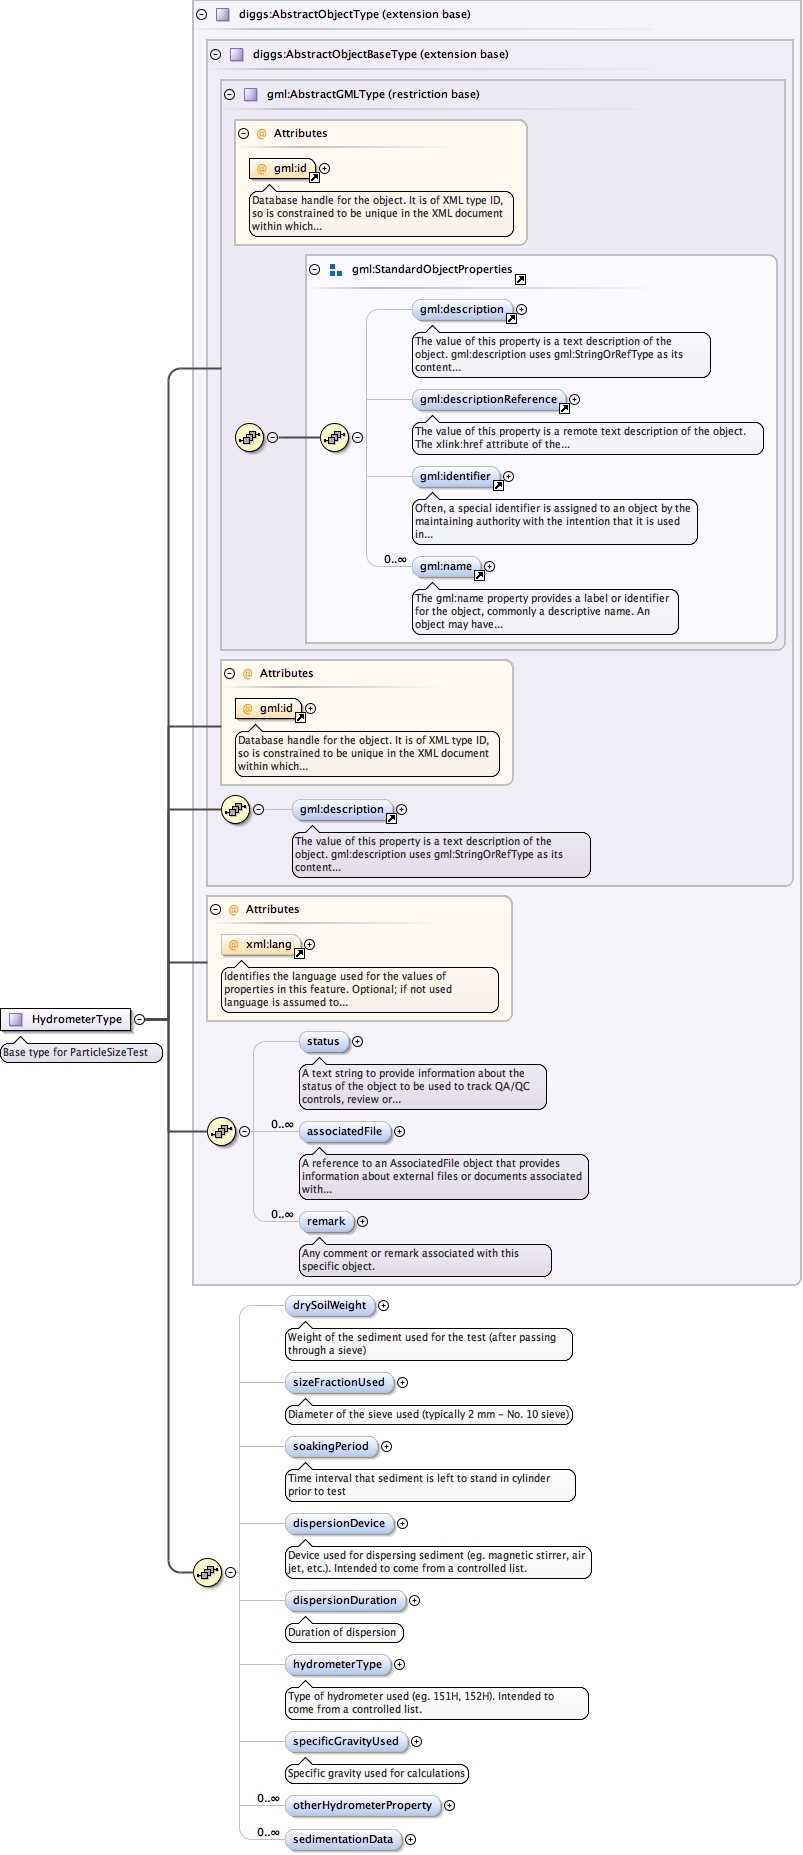 diggs:AbstractObjectType (extension base)
diggs:AbstractObjectBaseType (extension base)
gml:AbstractGMLType (restriction base)
@ Attributes
@ gml:id
Database handle for the object. It is of XML type ID,
so is constrained to be unique in the XML document
within which...
gml:StandardObjectProperties
gml:description
The value of this property is a text description of the
object. gml:description uses gml:StringOrRefType as its
content...
gml:descriptionReference
The value of this property is a remote text description of the object.
The xlink:href attribute of the...
gml:identifier
Often, a special identifier is assigned to an object by the
maintaining authority with the intention that it is used
in...
0..∞
gml:name
The gml:name property provides a label or identifier
for the object, commonly a descriptive name. An
object may have...
@ Attributes
@ gml:id
Database handle for the object. It is of XML type ID,
so is constrained to be unique in the XML document
within which...
gml:description
The value of this property is a text description of the
object. gml:description uses gml:StringOrRefType as its
content...
@ Attributes
@ xml:lang
Identifies the language used for the values of
properties in this feature. Optional; if not used
language is assumed to...
HydrometerType
Base type for ParticleSizeTest
status
A text string to provide information about the
status of the object to be used to track QA/QC
controls, review or...
0..∞
associatedFile
A reference to an AssociatedFile object that provides
information about external files or documents associated
with...
0..∞
remark
Any comment or remark associated with this
specific object.
drySoilWeight
Weight of the sediment used for the test (after passing
through a sieve)
sizeFractionUsed
Diameter of the sieve used (typically 2 mm - No. 10 sieve)
soakingPeriod
Time interval that sediment is left to stand in cylinder
prior to test
dispersionDevice
Device used for dispersing sediment (eg. magnetic stirrer, air
jet, etc.). Intended to come from a controlled list.
dispersionDuration
Duration of dispersion
hydrometerType
Type of hydrometer used (eg. 151H, 152H). Intended to
come from a controlled list.
specificGravityUsed
Specific gravity used for calculations
0..∞
otherHydrometerProperty
0..∞
sedimentationData